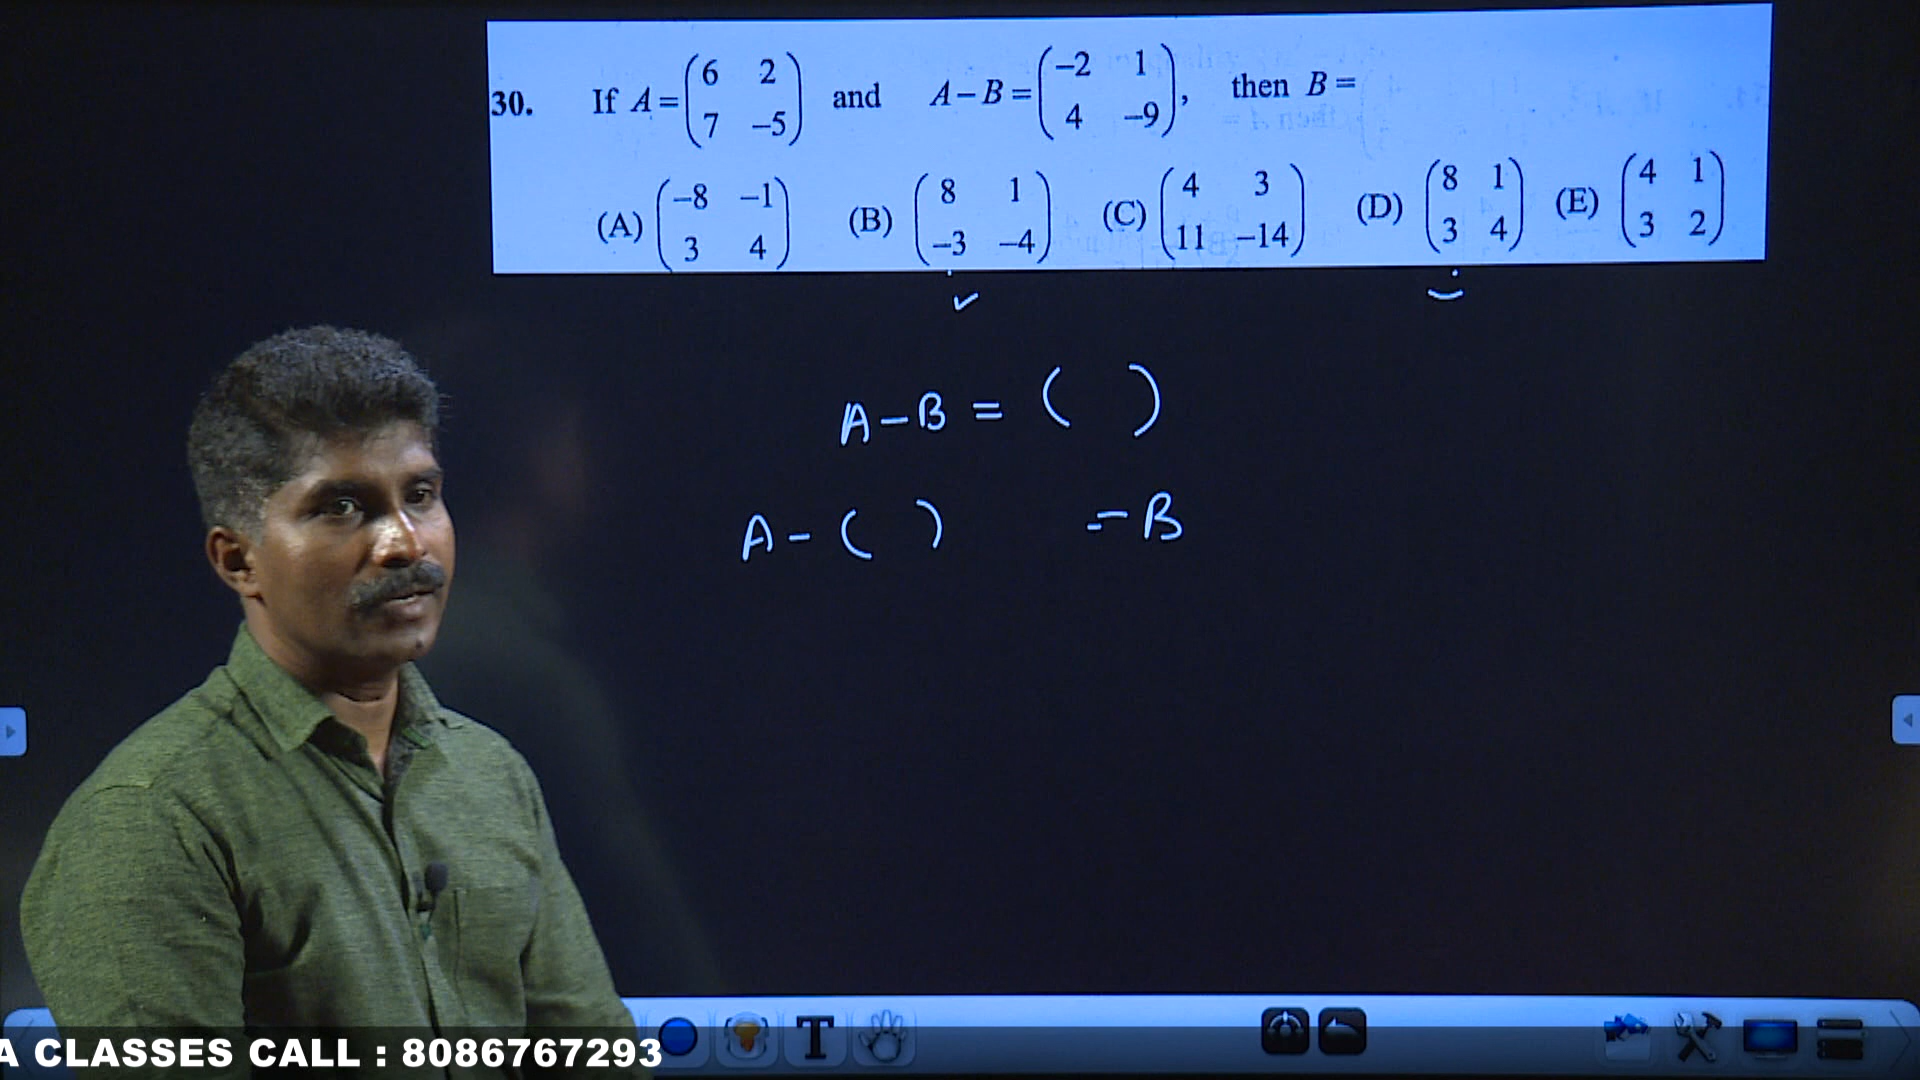 30. If A = (6 2 7 -5) and A - B = (-2 1 4 -9), then B =
(A) (-8 -1 3 4) (B) (8 1 -3 -4) (C) (4 3 11 -14) (D) (8 1 3 4) (E) (4 1 3 2)
A - B = ( )
A - ( ) = B
A CLASSES CALL : 8086767293
T